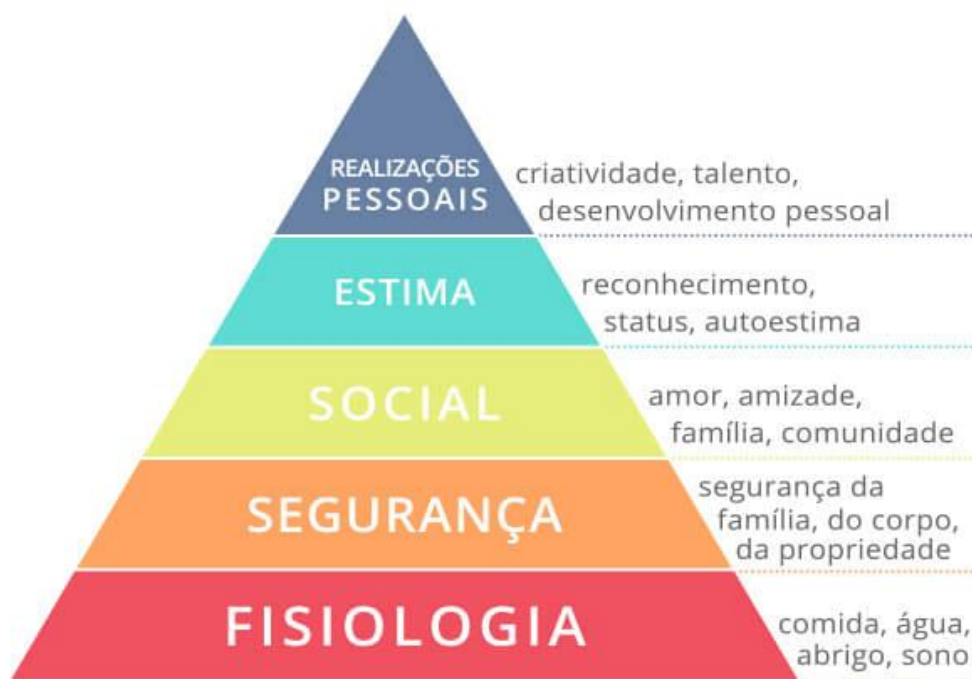 REALIZAÇÕES
PESSOAIS
criatividade, talento,
desenvolvimento pessoal
ESTIMA
reconhecimento,
status, autoestima
SOCIAL
amor, amizade,
família, comunidade
SEGURANÇA
segurança da
família, do corpo,
da propriedade
FISIOLOGIA
comida, água,
abrigo, sono